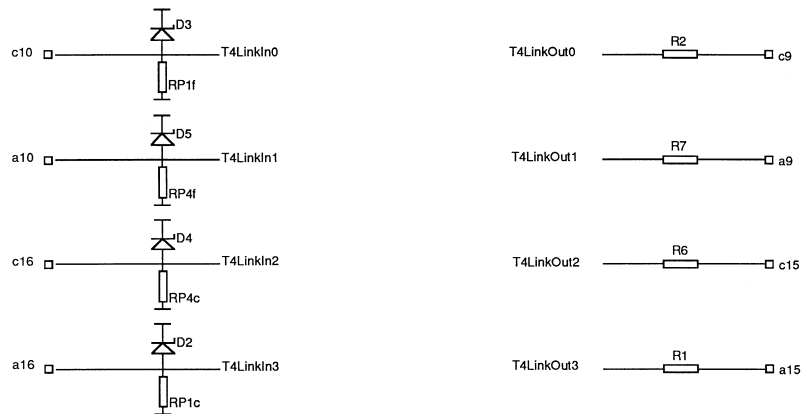 D3
c10 T4LinkIn0
RP1f
T4LinkOut0 R2 c9
D5
a10 T4LinkIn1
RP4f
T4LinkOut1 R7 a9
D4
c16 T4LinkIn2
RP4c
T4LinkOut2 R6 c15
D2
a16 T4LinkIn3
RP1c
T4LinkOut3 R1 a15